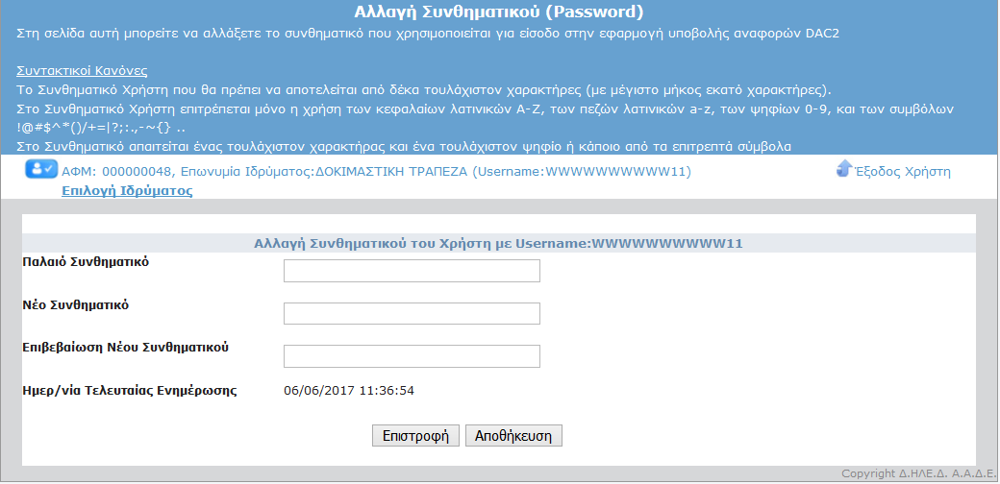 Αλλαγή Συνθηματικού (Password)
Στη σελίδα αυτή μπορείτε να αλλάξετε το συνθηματικό που χρησιμοποιείται για είσοδο στην εφαρμογή υποβολής αναφορών DAC2
Συντακτικοί Κανόνες
Το Συνθηματικό Χρήστη που θα πρέπει να αποτελείται από δέκα τουλάχιστον χαρακτήρες (με μέγιστο μήκος εκατό χαρακτήρες).
Στο Συνθηματικό Χρήστη επιτρέπεται μόνο η χρήση των κεφαλαίων λατινικών A-Z, των πεζών λατινικών a-z, των ψηφίων 0-9, και των συμβόλων
!@#$^*()/+=|?;:.,-~{} ..
Στο Συνθηματικό απαιτείται ένας τουλάχιστον χαρακτήρας και ένα τουλάχιστον ψηφίο ή κάποιο από τα επιτρεπτά σύμβολα
ΑΦΜ: 000000048, Επωνυμία Ιδρύματος:ΔΟΚΙΜΑΣΤΙΚΗ ΤΡΑΠΕΖΑ (Username:WWWWWWWWWW11) Έξοδος Χρήστη
Επιλογή Ιδρύματος
Αλλαγή Συνθηματικού του Χρήστη με Username:WWWWWWWWWW11
Παλαιό Συνθηματικό
Νέο Συνθηματικό
Επιβεβαίωση Νέου Συνθηματικού
Ημερ/νία Τελευταίας Ενημέρωσης 06/06/2017 11:36:54
Επιστροφή Αποθήκευση
Copyright Δ.ΗΛΕ.Δ. Α.Α.Δ.Ε.